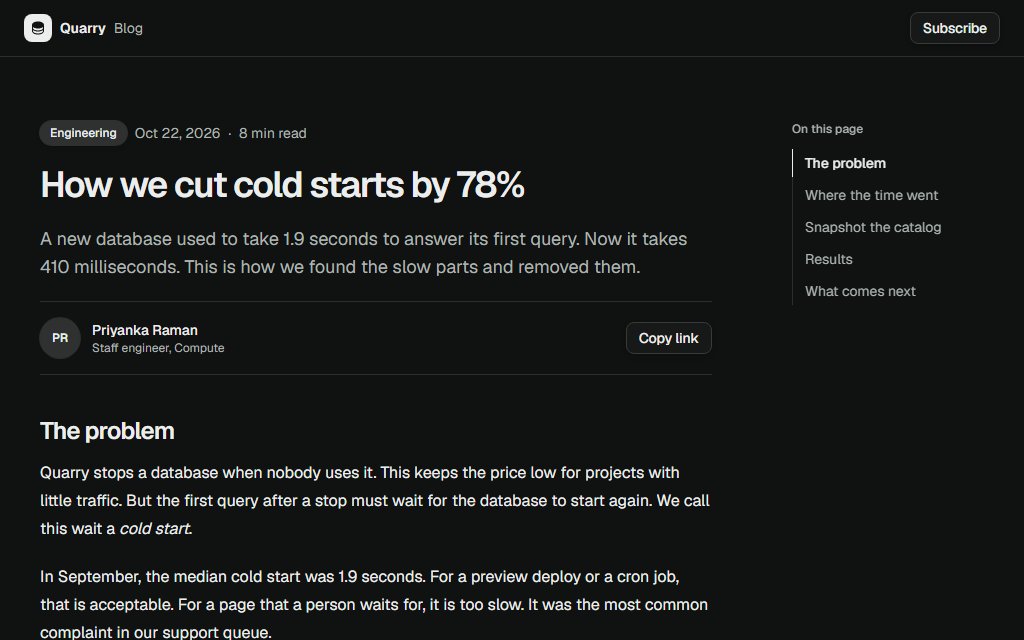 Quarry Blog
Subscribe
Engineering Oct 22, 2026 · 8 min read
How we cut cold starts by 78%
A new database used to take 1.9 seconds to answer its first query. Now it takes
410 milliseconds. This is how we found the slow parts and removed them.
PR
Priyanka Raman
Staff engineer, Compute
Copy link
The problem
Quarry stops a database when nobody uses it. This keeps the price low for projects with
little traffic. But the first query after a stop must wait for the database to start again. We call
this wait a cold start.
In September, the median cold start was 1.9 seconds. For a preview deploy or a cron job,
that is acceptable. For a page that a person waits for, it is too slow. It was the most common
complaint in our support queue.
On this page
The problem
Where the time went
Snapshot the catalog
Results
What comes next